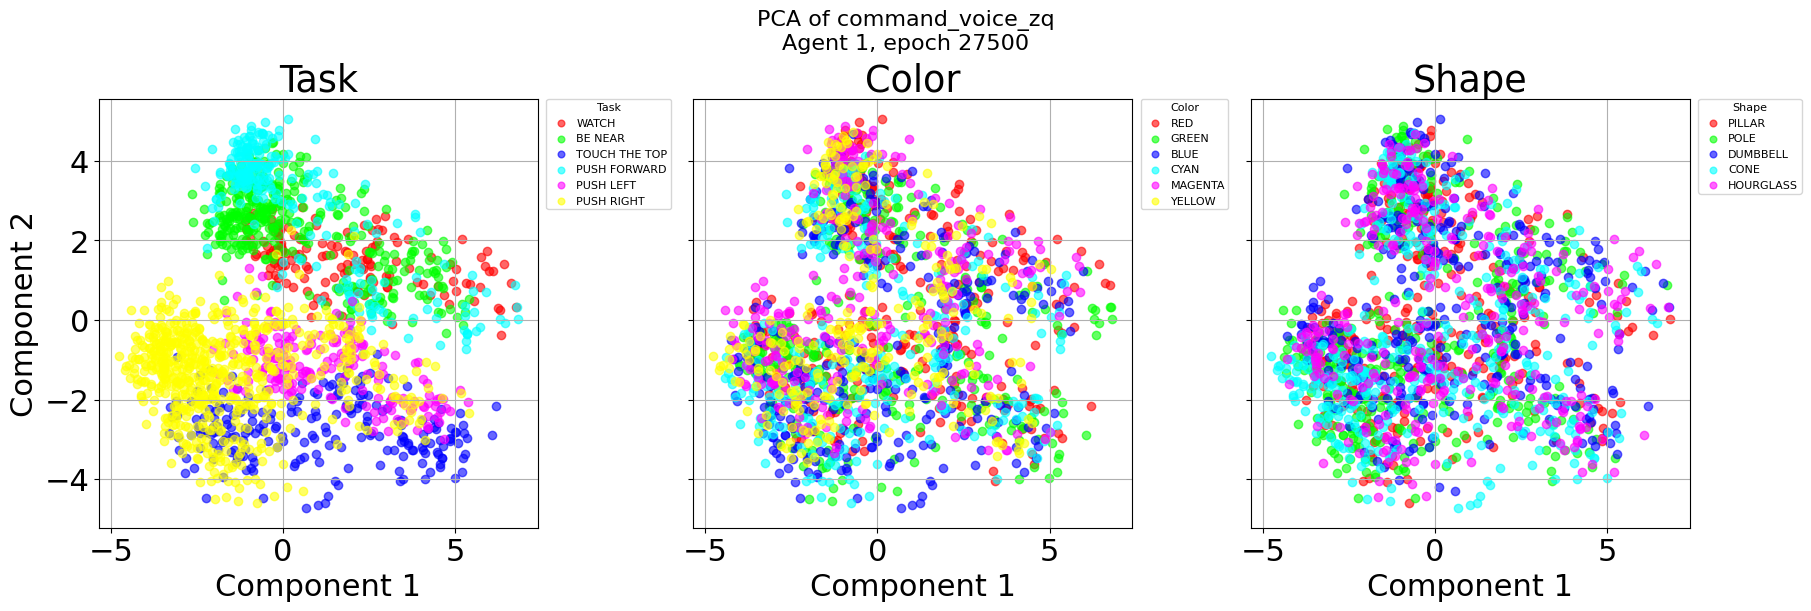 PCA of command_voice_zq
Agent 1, epoch 27500
Task
Color
Shape
Task
WATCH
BE NEAR
TOUCH THE TOP
PUSH FORWARD
PUSH LEFT
PUSH RIGHT
Color
RED
GREEN
BLUE
CYAN
MAGENTA
YELLOW
Shape
PILLAR
POLE
DUMBBELL
CONE
HOURGLASS
Component 2
4
2
0
−2
−4
−5 0 5
−5 0 5
−5 0 5
Component 1
Component 1
Component 1